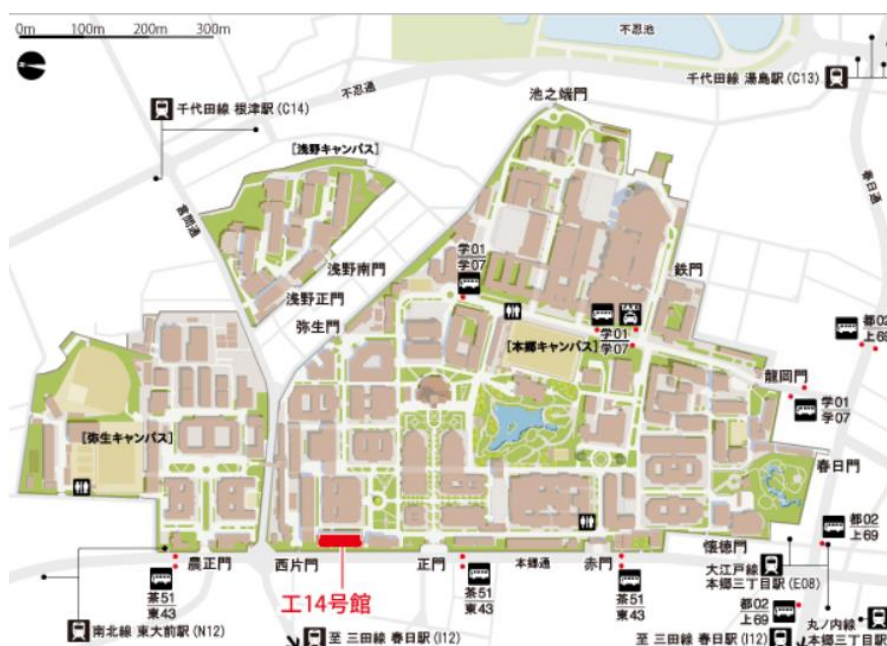 0m 100m 200m 300m
不忍池
千代田線 湯島駅(C13)
池之端門
不忍通
千代田線 根津駅(C14)
[浅野キャンパス]
春日通
言問通
学01
学07
鉄門
浅野南門
浅野正門
弥生門
TAXI
学01
学07
[本郷キャンパス]
都02
上69
龍岡門
学01
学07
[弥生キャンパス]
春日門
都02
上69
懐徳門
農正門
西片門
正門
本郷通
赤門
大江戸線
本郷三丁目駅(E08)
工14号館
茶51
東43
茶51
東43
茶51
東43
都02
上69
丸ノ内線
本郷三丁目駅
南北線 東大前駅(N12)
至 三田線 春日駅(I12)
至 三田線 春日駅(I12)